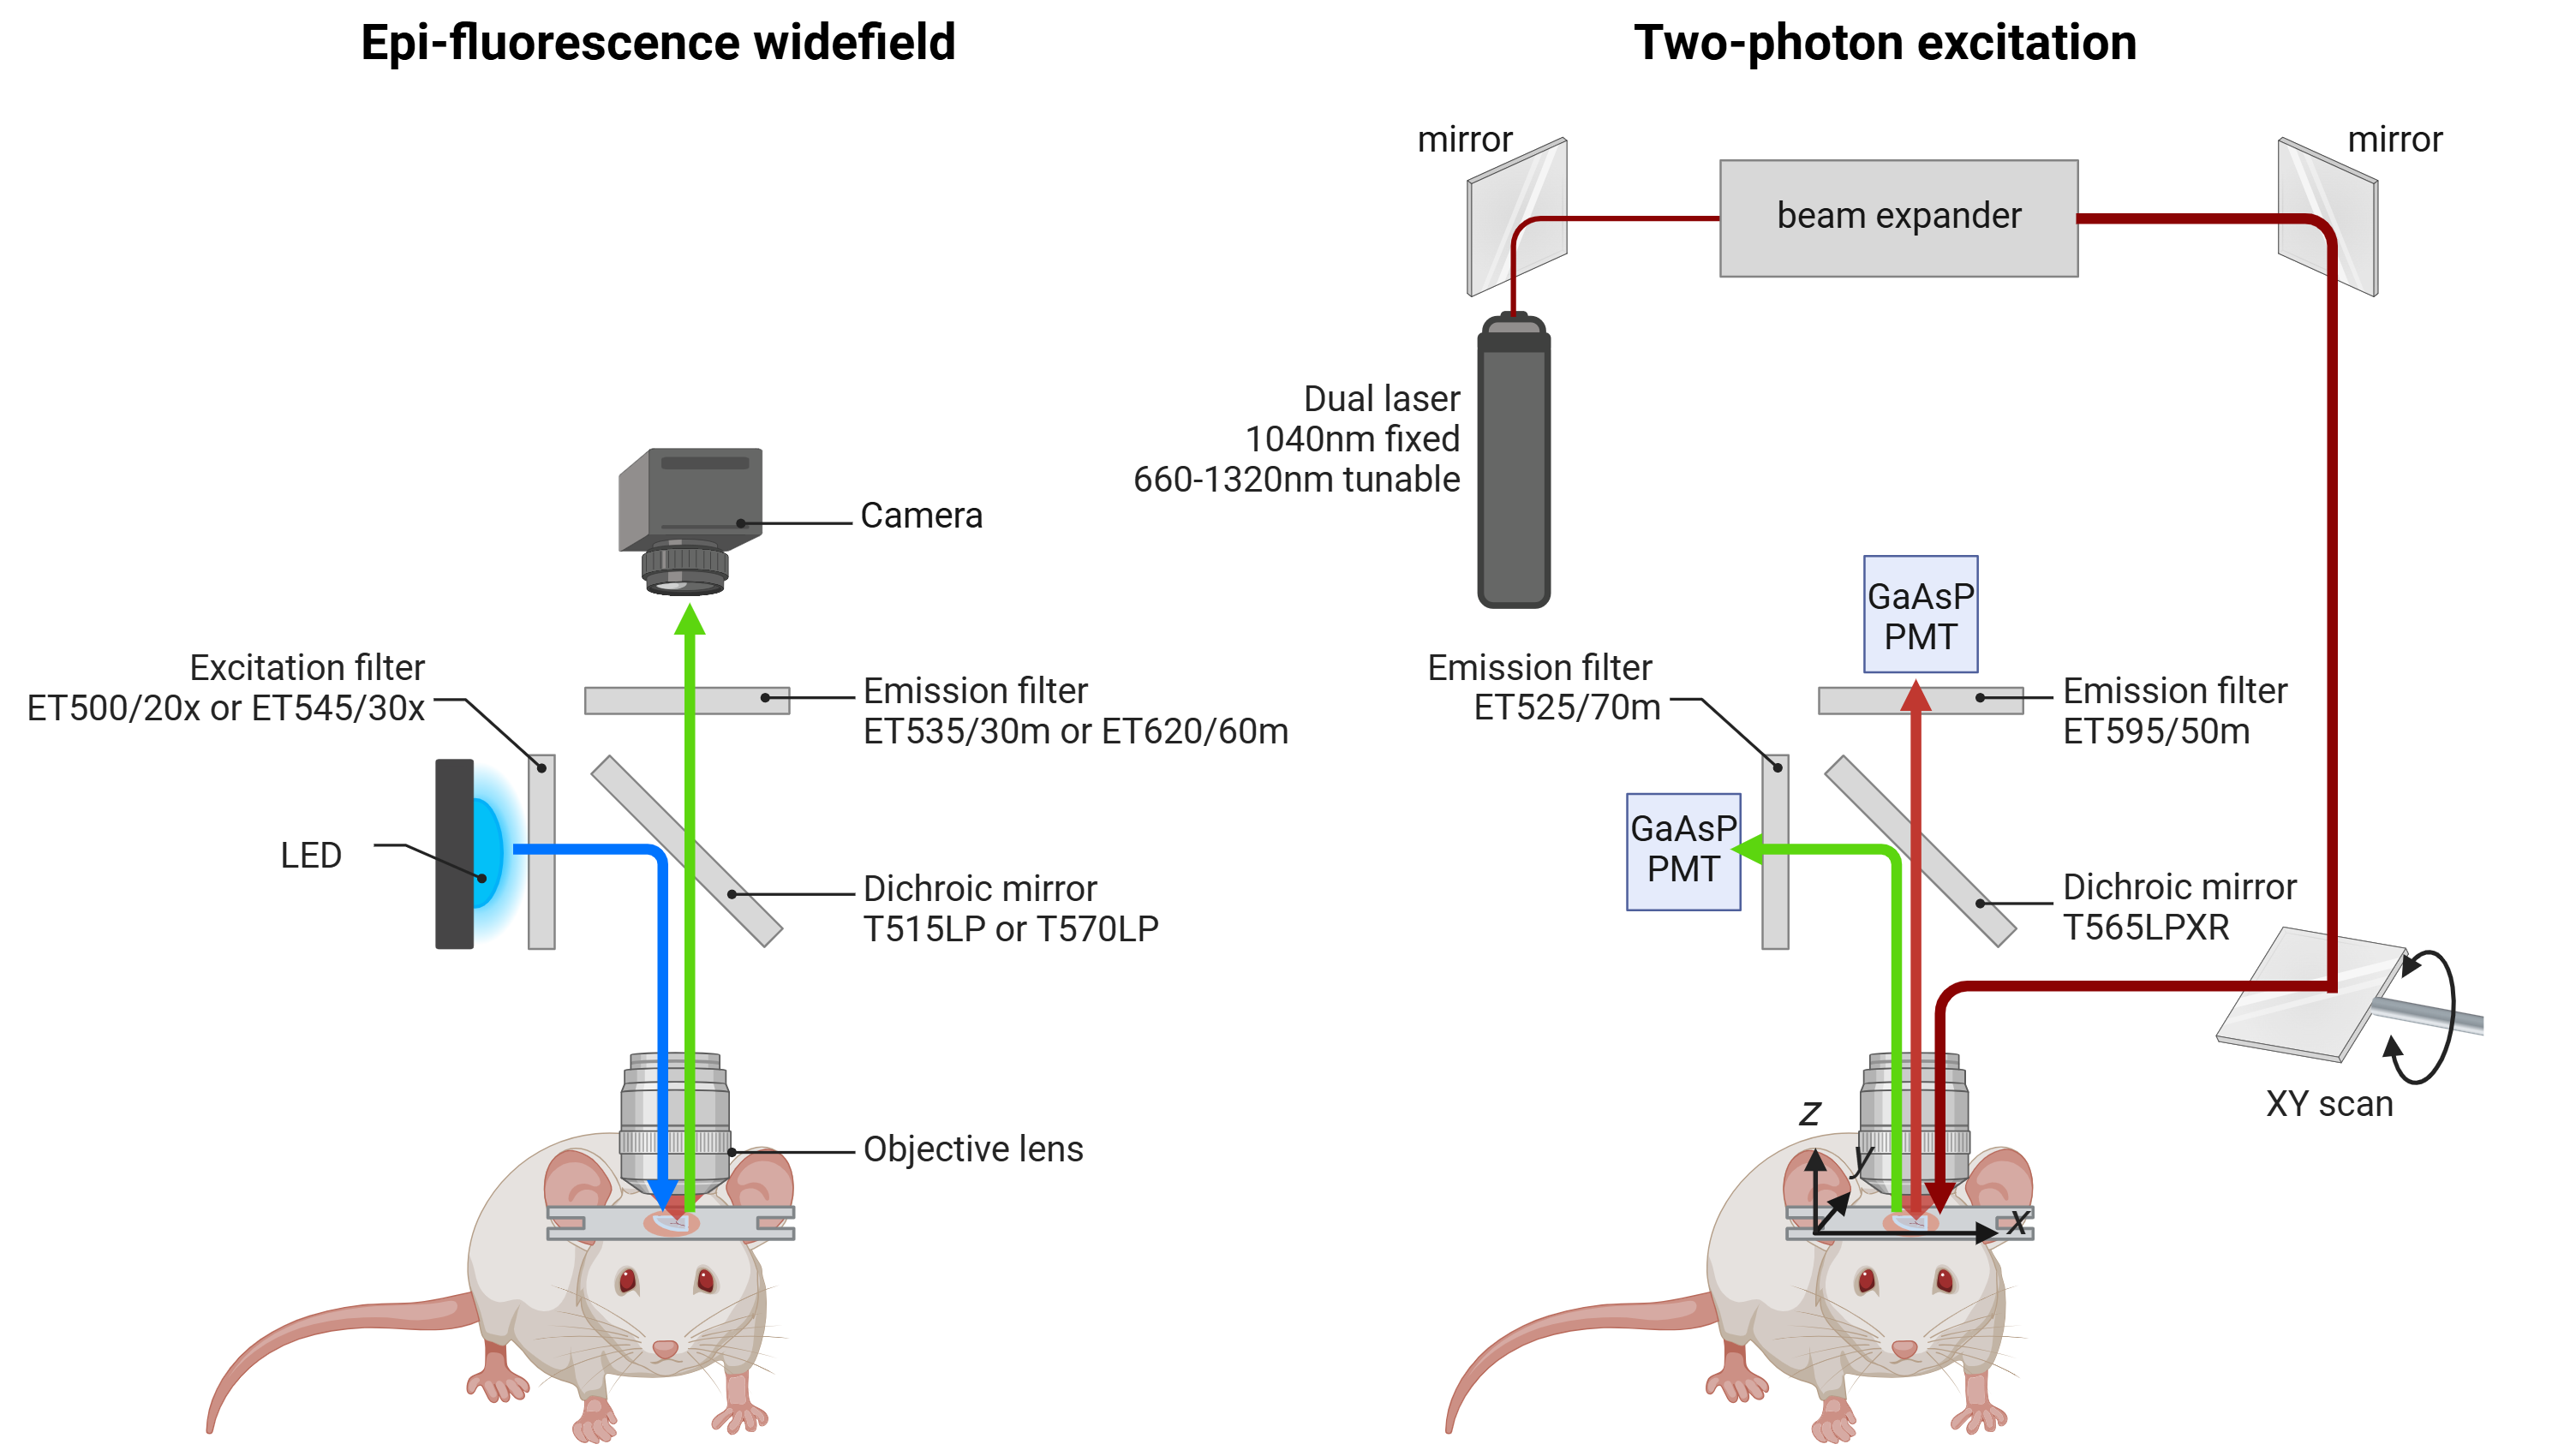 Epi-fluorescence widefield
Camera
Excitation filter
ET500/20x or ET545/30x
Emission filter
ET535/30m or ET620/60m
LED
Dichroic mirror
T515LP or T570LP
Objective lens
Two-photon excitation
mirror
beam expander
mirror
Dual laser
1040nm fixed
660-1320nm tunable
GaAsP
PMT
Emission filter
ET525/70m
Emission filter
ET595/50m
GaAsP
PMT
Dichroic mirror
T565LPXR
XY scan
z
y
x